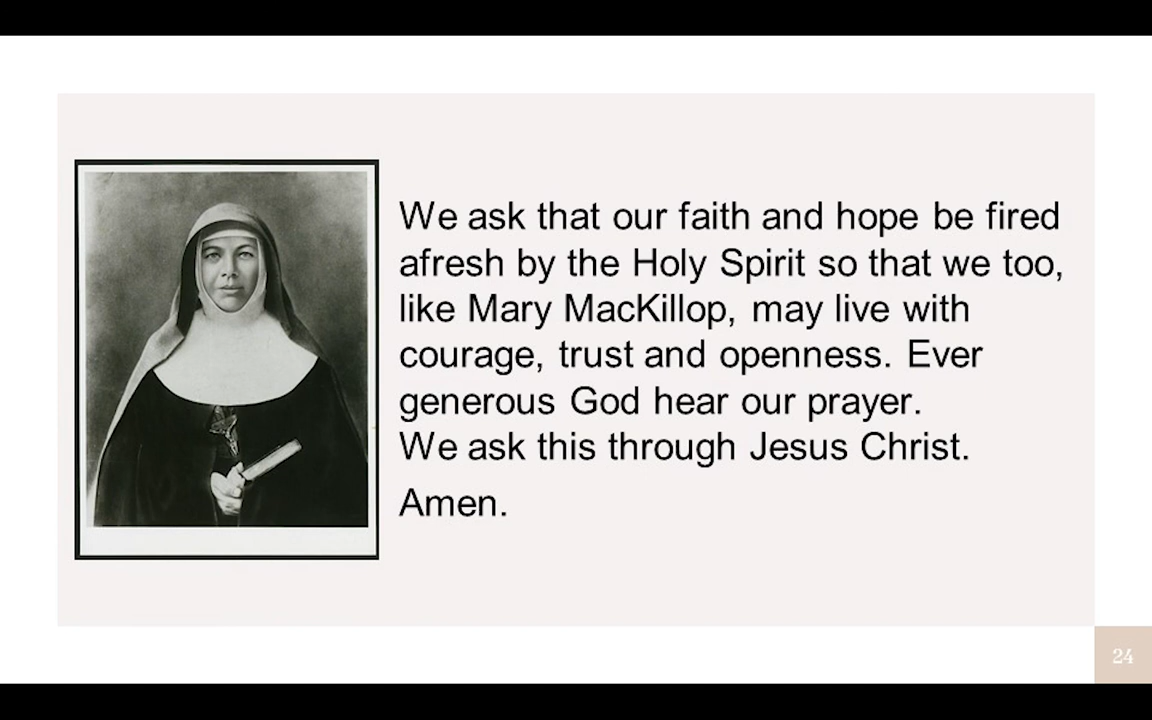 We ask that our faith and hope be fired
afresh by the Holy Spirit so that we too,
like Mary MacKillop, may live with
courage, trust and openness. Ever
generous God hear our prayer.
We ask this through Jesus Christ.
Amen.
24